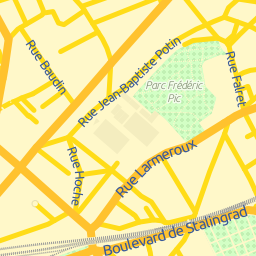 Rue Baudin
Rue Jean-Baptiste Potin
Parc Frédéric
Pic
Rue Falret
Rue Hoche
Rue Larmeroux
Boulevard de Stalingrad